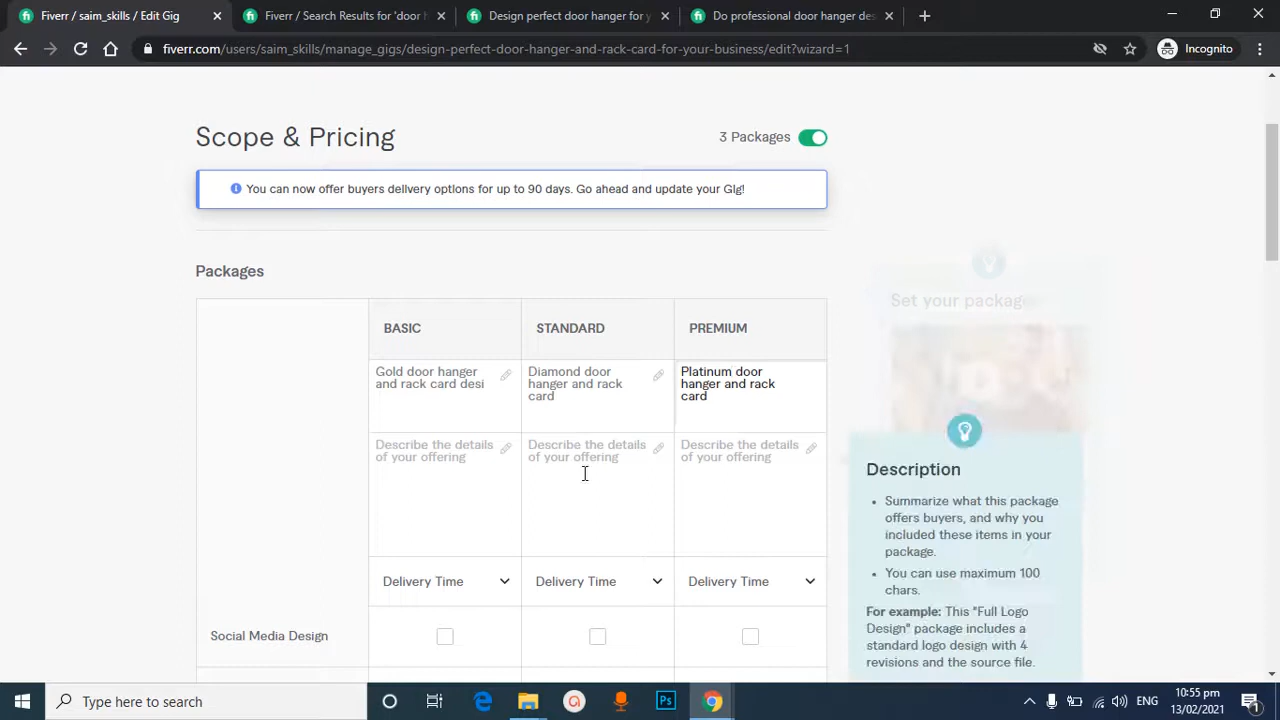 Fiverr / saim_skills / Edit Gig
Fiverr / Search Results for 'door h
Design perfect door hanger for y
Do professional door hanger des
fiverr.com/users/saim_skills/manage_gigs/design-perfect-door-hanger-and-rack-card-for-your-business/edit?wizard=1
Incognito
Scope & Pricing
3 Packages
You can now offer buyers delivery options for up to 90 days. Go ahead and update your Gig!
Packages
BASIC
STANDARD
PREMIUM
Gold door hanger
and rack card desi
Diamond door
hanger and rack
card
Platinum door
hanger and rack
card
Describe the details
of your offering
Describe the details
of your offering
Describe the details
of your offering
Delivery Time
Delivery Time
Delivery Time
Social Media Design
Set your package
Description
Summarize what this package
offers buyers, and why you
included these items in your
package.
You can use maximum 100
chars.
For example: This "Full Logo
Design" package includes a
standard logo design with 4
revisions and the source file.
Type here to search
Ps
ENG
10:55 pm
13/02/2021
1